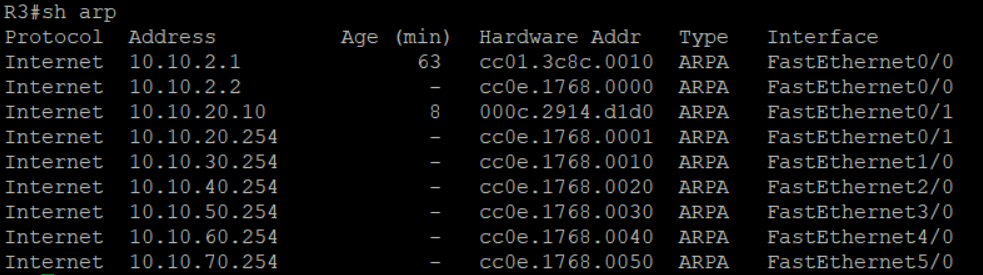 R3#sh arp
Protocol  Address          Age (min)  Hardware Addr   Type   Interface
Internet  10.10.2.1              63   cc01.3c8c.0010  ARPA   FastEthernet0/0
Internet  10.10.2.2               -   cc0e.1768.0000  ARPA   FastEthernet0/0
Internet  10.10.20.10             8   000c.2914.d1d0  ARPA   FastEthernet0/1
Internet  10.10.20.254            -   cc0e.1768.0001  ARPA   FastEthernet0/1
Internet  10.10.30.254            -   cc0e.1768.0010  ARPA   FastEthernet1/0
Internet  10.10.40.254            -   cc0e.1768.0020  ARPA   FastEthernet2/0
Internet  10.10.50.254            -   cc0e.1768.0030  ARPA   FastEthernet3/0
Internet  10.10.60.254            -   cc0e.1768.0040  ARPA   FastEthernet4/0
Internet  10.10.70.254            -   cc0e.1768.0050  ARPA   FastEthernet5/0